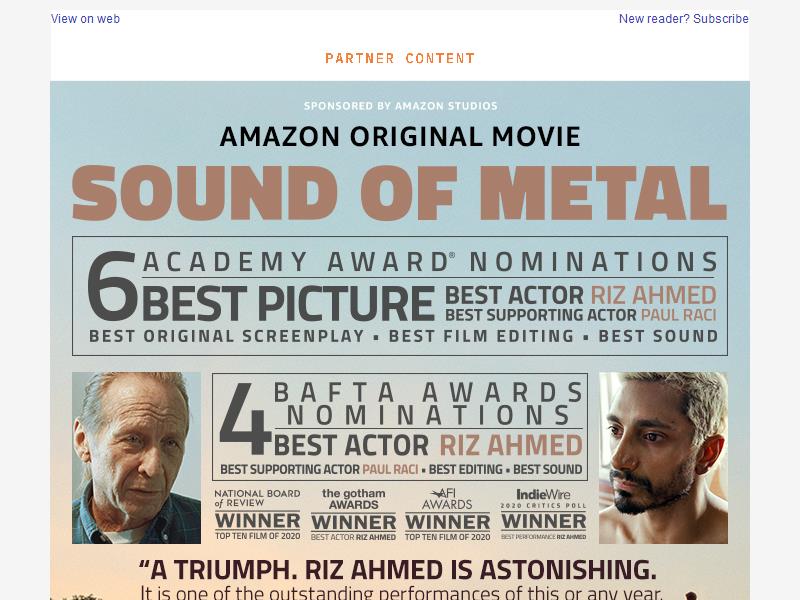 View on web
New reader? Subscribe
PARTNER CONTENT
SPONSORED BY AMAZON STUDIOS
AMAZON ORIGINAL MOVIE
SOUND OF METAL
6 ACADEMY AWARD® NOMINATIONS
BEST PICTURE
BEST ACTOR RIZ AHMED
BEST SUPPORTING ACTOR PAUL RACI
BEST ORIGINAL SCREENPLAY ▪ BEST FILM EDITING ▪ BEST SOUND
4 BAFTA AWARDS
NOMINATIONS
BEST ACTOR RIZ AHMED
BEST SUPPORTING ACTOR PAUL RACI ▪ BEST EDITING ▪ BEST SOUND
NATIONAL BOARD
of REVIEW
WINNER
TOP TEN FILM OF 2020
the gotham
AWARDS
WINNER
BEST ACTOR RIZ AHMED
AFI
AWARDS
WINNER
TOP TEN FILM OF 2020
IndieWire
2020 CRITICS POLL
WINNER
BEST PERFORMANCE RIZ AHMED
“A TRIUMPH. RIZ AHMED IS ASTONISHING.
It is one of the outstanding performances of this or any year.